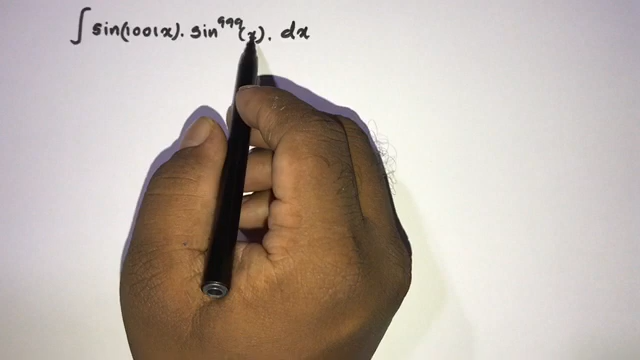 ∫ sin(1001x). sin⁹⁹⁹(x). dx